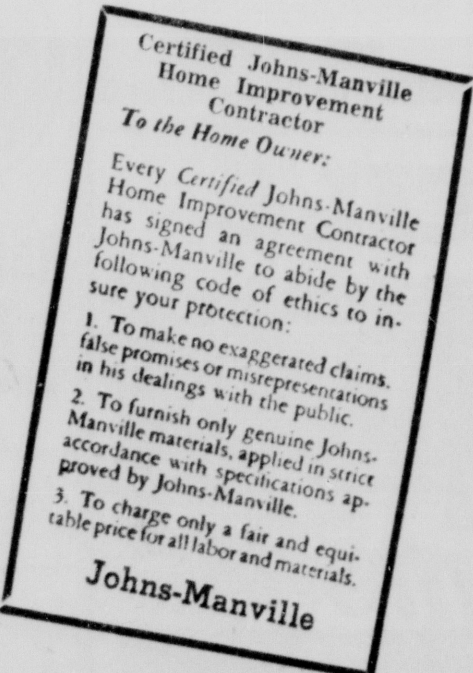 Certified Johns-Manville
Home Improvement
Contractor
To the Home Owner:
Every Certified Johns-Manville
Home Improvement Contractor
has signed an agreement with
Johns-Manville to abide by the
following code of ethics to in-
sure your protection:
1. To make no exaggerated claims,
false promises or misrepresentations
in his dealings with the public.
2. To furnish only genuine Johns-
Manville materials, applied in strict
accordance with specifications ap-
proved by Johns-Manville.
3. To charge only a fair and equi-
table price for all labor and materials.
Johns-Manville